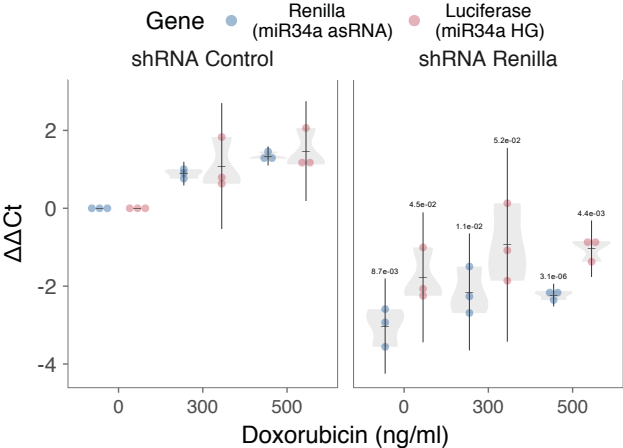 Gene
Renilla
(miR34a asRNA)
Luciferase
(miR34a HG)
shRNA Control
shRNA Renilla
ΔΔCt
2
0
-2
-4
8.7e-03
4.5e-02
1.1e-02
5.2e-02
3.1e-06
4.4e-03
0
300
500
0
300
500
Doxorubicin (ng/ml)